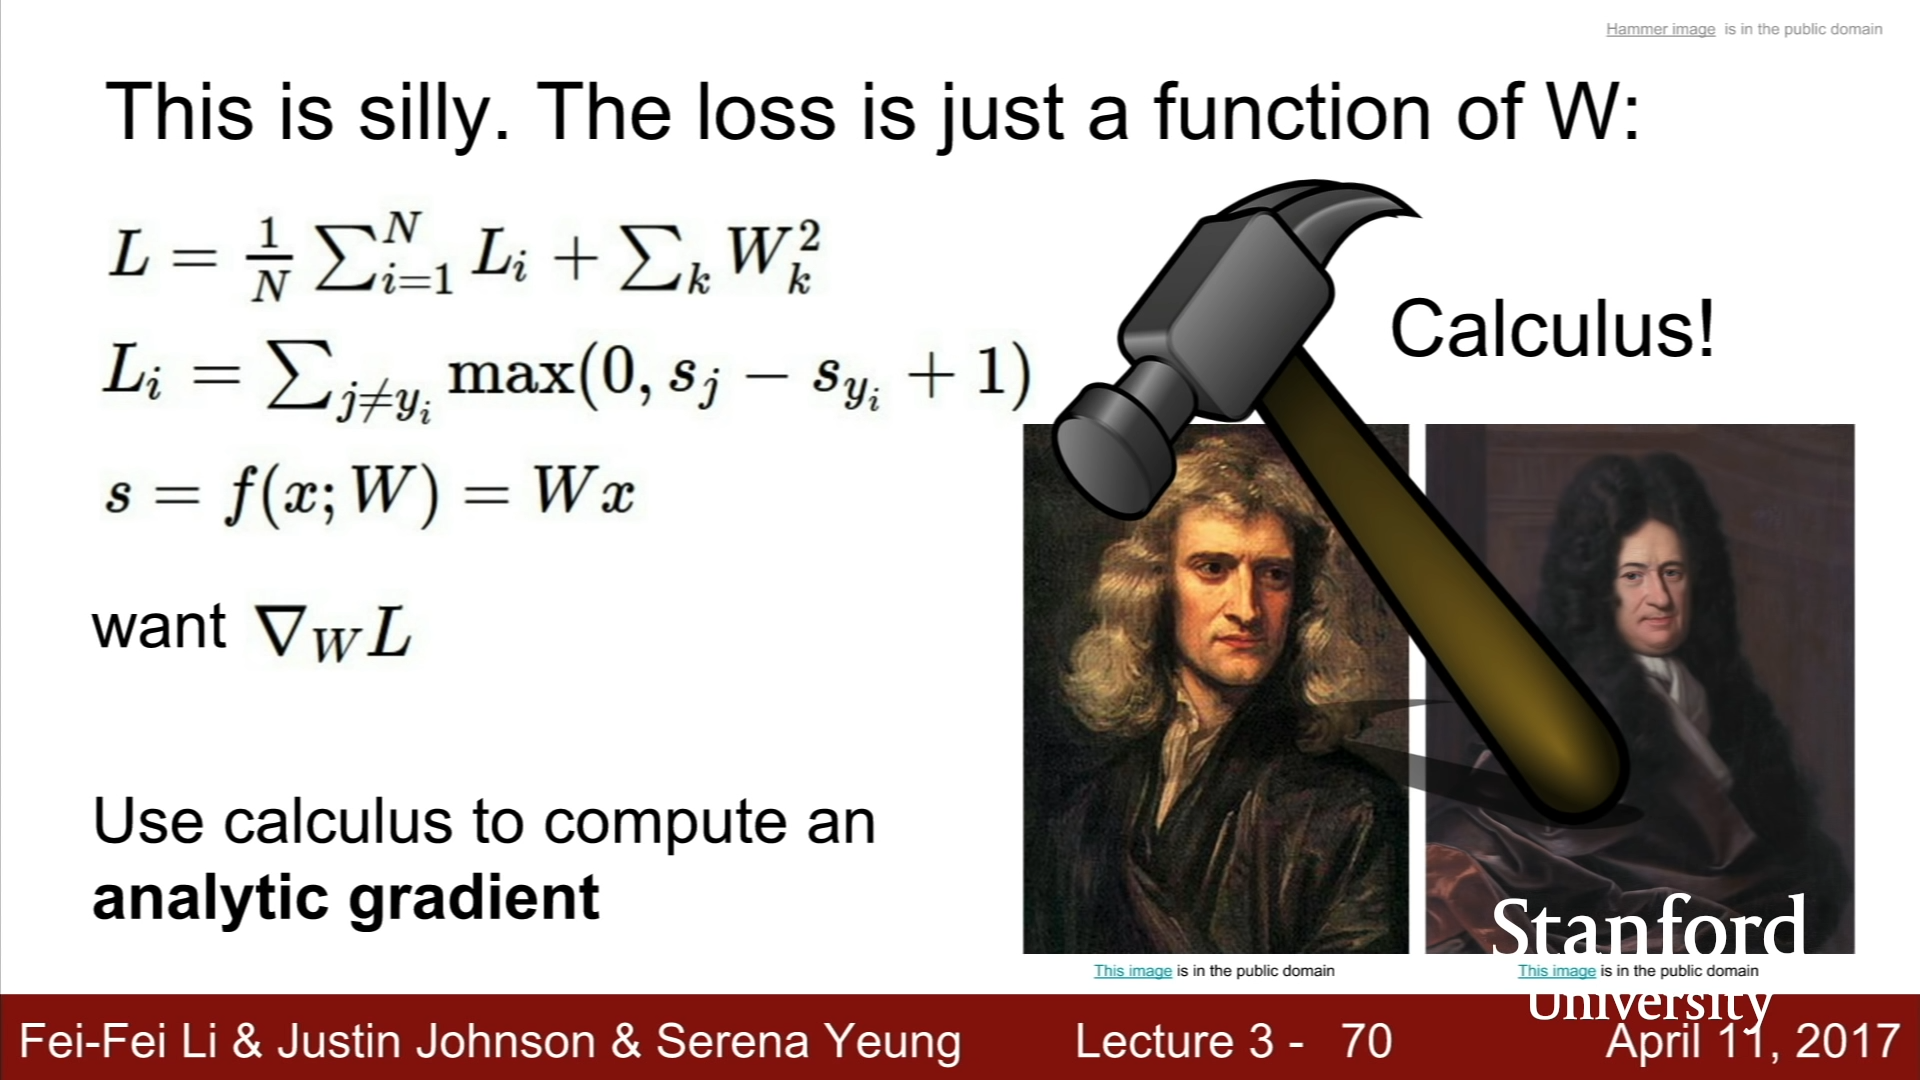 Hammer image is in the public domain
This is silly. The loss is just a function of W:
L = \frac{1}{N} \sum_{i=1}^{N} L_i + \sum_k W_k^2
L_i = \sum_{j \neq y_i} \max(0, s_j - s_{y_i} + 1)
s = f(x; W) = Wx
Calculus!
want \nabla_W L
Use calculus to compute an
analytic gradient
This image is in the public domain
This image is in the public domain
Stanford
University
Fei-Fei Li & Justin Johnson & Serena Yeung
Lecture 3 - 70
April 11, 2017